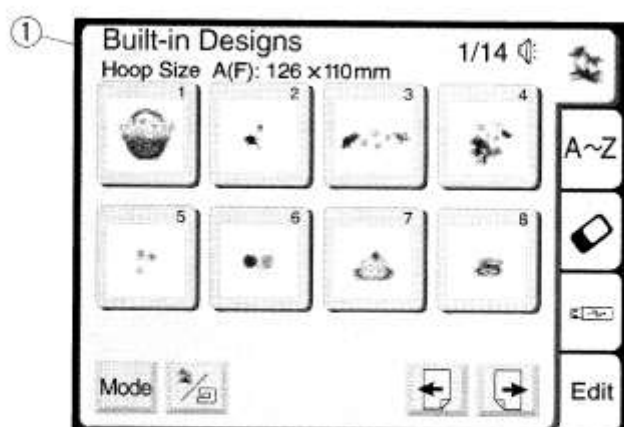 ①
Built-in Designs
1/14
Hoop Size A(F): 126 ×110mm
1 2 3 4
A~Z
5 6 7 8
Mode
Edit